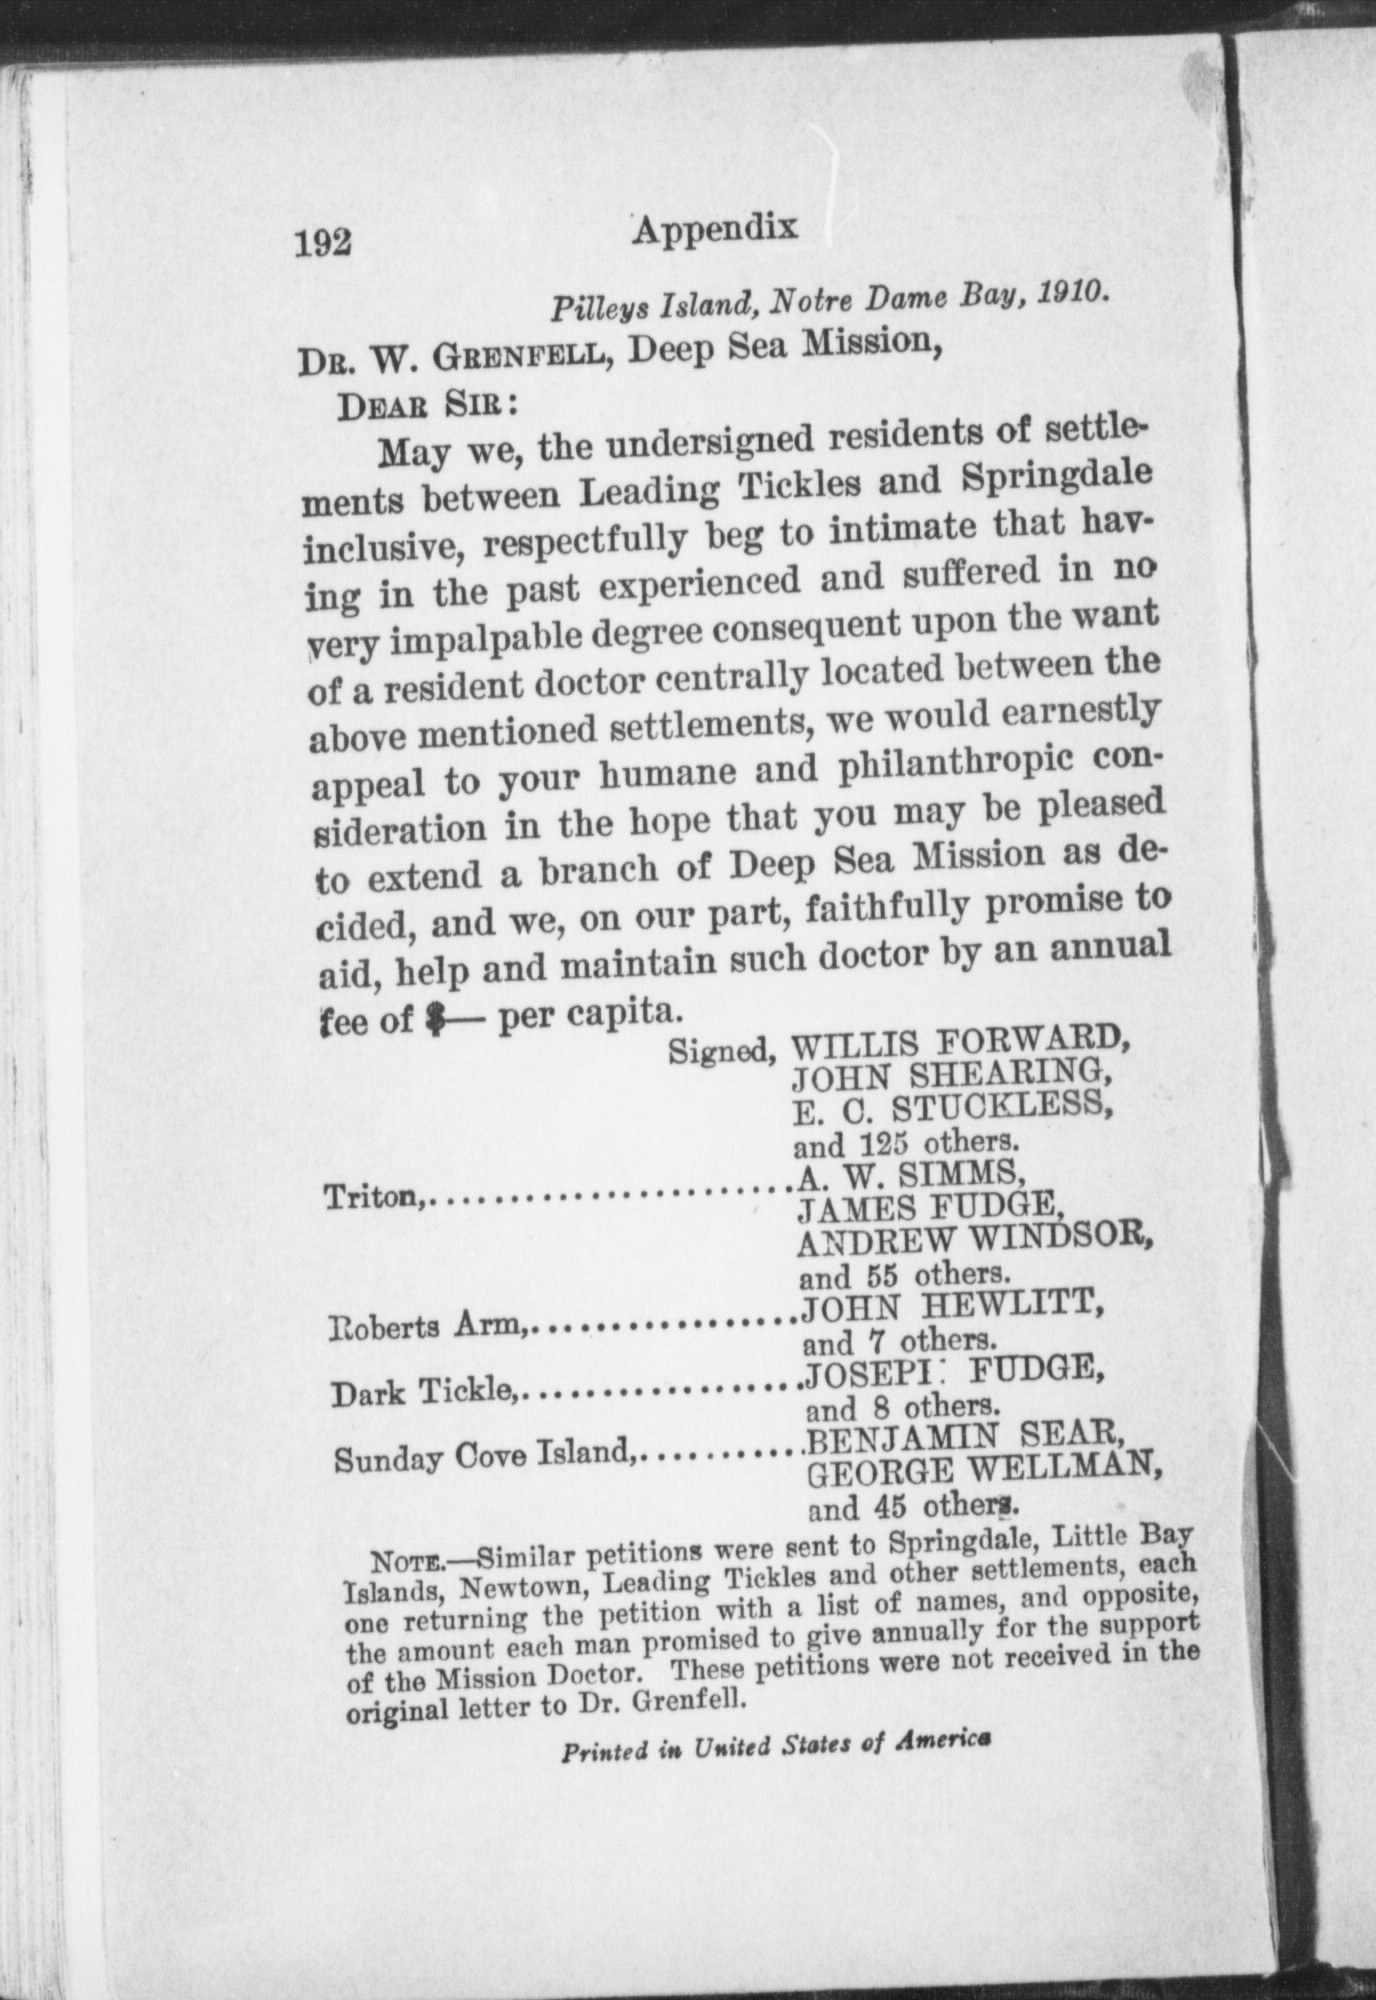 192 Appendix
Pilleys Island, Notre Dame Bay, 1910.
DR. W. GRENFELL, Deep Sea Mission,
DEAR SIR:
May we, the undersigned residents of settle-
ments between Leading Tickles and Springdale
inclusive, respectfully beg to intimate that hav-
ing in the past experienced and suffered in no
very impalpable degree consequent upon the want
of a resident doctor centrally located between the
above mentioned settlements, we would earnestly
appeal to your humane and philanthropic con-
sideration in the hope that you may be pleased
to extend a branch of Deep Sea Mission as de-
cided, and we, on our part, faithfully promise to
aid, help and maintain such doctor by an annual
fee of $— per capita.
Signed, WILLIS FORWARD,
JOHN SHEARING,
E. C. STUCKLESS,
and 125 others.
Triton,.......................A. W. SIMMS,
JAMES FUDGE,
ANDREW WINDSOR,
and 55 others.
Roberts Arm,.................JOHN HEWLITT,
and 7 others.
Dark Tickle,..................JOSEPH FUDGE,
and 8 others.
Sunday Cove Island,...........BENJAMIN SEAR,
GEORGE WELLMAN,
and 45 others.
NOTE.—Similar petitions were sent to Springdale, Little Bay
Islands, Newtown, Leading Tickles and other settlements, each
one returning the petition with a list of names, and opposite,
the amount each man promised to give annually for the support
of the Mission Doctor. These petitions were not received in the
original letter to Dr. Grenfell.
Printed in United States of America